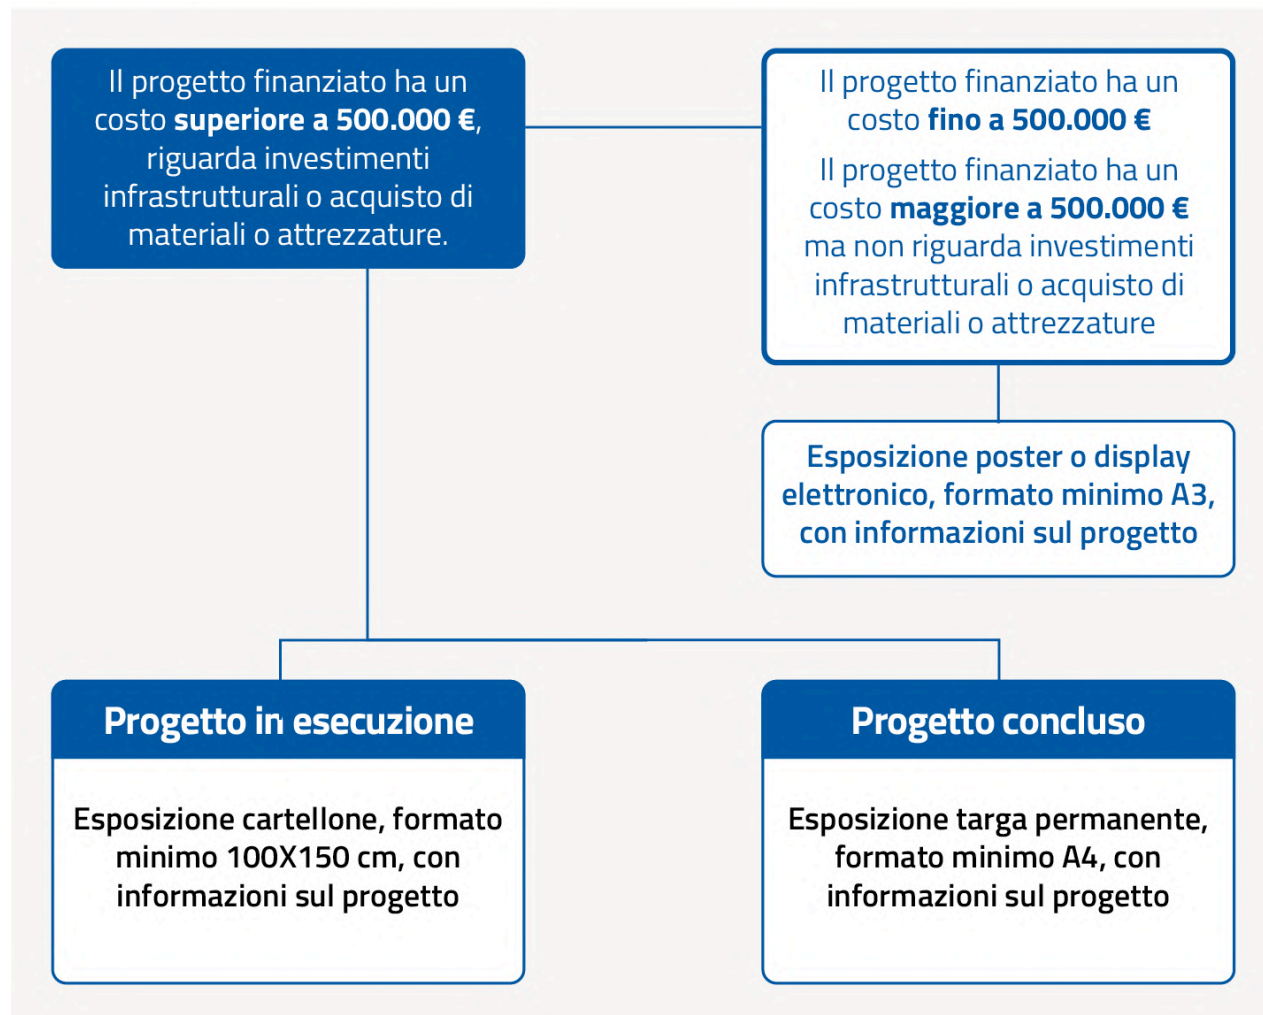 Il progetto finanziato ha un
costo superiore a 500.000 €,
riguarda investimenti
infrastrutturali o acquisto di
materiali o attrezzature.
Il progetto finanziato ha un
costo fino a 500.000 €
Il progetto finanziato ha un
costo maggiore a 500.000 €
ma non riguarda investimenti
infrastrutturali o acquisto di
materiali o attrezzature
Esposizione poster o display
elettronico, formato minimo A3,
con informazioni sul progetto
Progetto in esecuzione
Esposizione cartellone, formato
minimo 100X150 cm, con
informazioni sul progetto
Progetto concluso
Esposizione targa permanente,
formato minimo A4, con
informazioni sul progetto